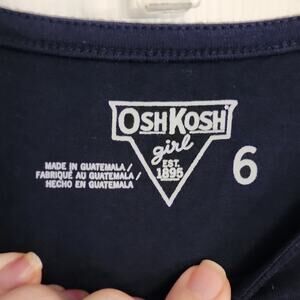 OSHKOSH
girl
EST.
1895
MADE IN GUATEMALA/
FABRIQUÉ AU GUATEMALA/
HECHO EN GUATEMALA
6